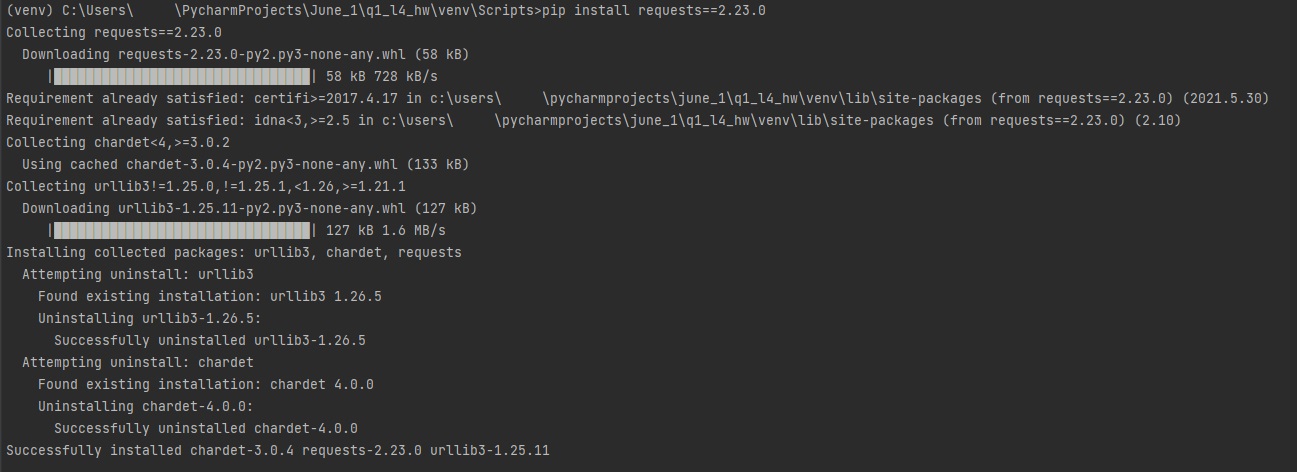 (venv) C:\Users\      \PycharmProjects\June_1\q1_l4_hw\venv\Scripts>pip install requests==2.23.0
Collecting requests==2.23.0
  Downloading requests-2.23.0-py2.py3-none-any.whl (58 kB)
     |████████████████████████████████| 58 kB 728 kB/s
Requirement already satisfied: certifi>=2017.4.17 in c:\users\      \pycharmprojects\june_1\q1_l4_hw\venv\lib\site-packages (from requests==2.23.0) (2021.5.30)
Requirement already satisfied: idna<3,>=2.5 in c:\users\      \pycharmprojects\june_1\q1_l4_hw\venv\lib\site-packages (from requests==2.23.0) (2.10)
Collecting chardet<4,>=3.0.2
  Using cached chardet-3.0.4-py2.py3-none-any.whl (133 kB)
Collecting urllib3!=1.25.0,!=1.25.1,<1.26,>=1.21.1
  Downloading urllib3-1.25.11-py2.py3-none-any.whl (127 kB)
     |████████████████████████████████| 127 kB 1.6 MB/s
Installing collected packages: urllib3, chardet, requests
  Attempting uninstall: urllib3
    Found existing installation: urllib3 1.26.5
    Uninstalling urllib3-1.26.5:
      Successfully uninstalled urllib3-1.26.5
  Attempting uninstall: chardet
    Found existing installation: chardet 4.0.0
    Uninstalling chardet-4.0.0:
      Successfully uninstalled chardet-4.0.0
Successfully installed chardet-3.0.4 requests-2.23.0 urllib3-1.25.11